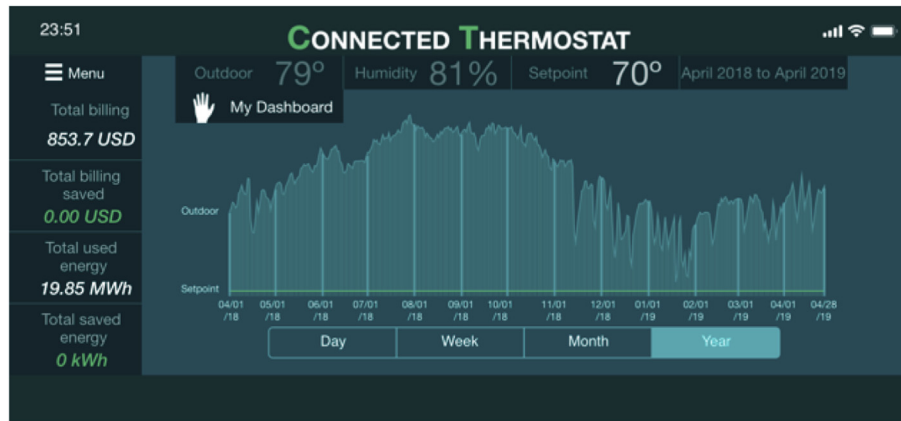 23:51
CONNECTED THERMOSTAT
Menu
Outdoor 79° Humidity 81% Setpoint 70° April 2018 to April 2019
My Dashboard
Total billing
853.7 USD
Total billing
saved
0.00 USD
Total used
energy
19.85 MWh
Total saved
energy
0 kWh
Outdoor
Setpoint
04/01 05/01 06/01 07/01 08/01 09/01 10/01 11/01 12/01 01/01 02/01 03/01 04/01 04/28
/18 /18 /18 /18 /18 /18 /18 /18 /18 /19 /19 /19 /19 /19
Day Week Month Year